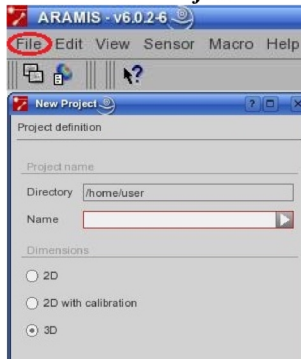 ARAMIS - v6.0.2-6
File Edit View Sensor Macro Help
New Project
Project definition
Project name
Directory /home/user
Name
Dimensions
2D
2D with calibration
3D